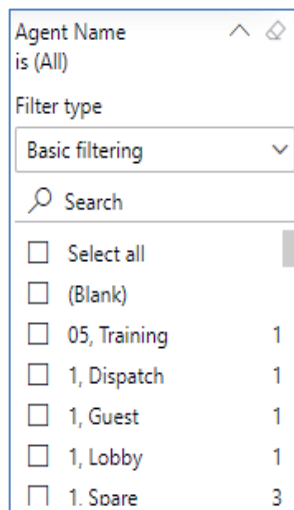 Agent Name
is (All)
Filter type
Basic filtering
Search
Select all
(Blank)
05, Training 1
1, Dispatch 1
1, Guest 1
1, Lobby 1
1, Spare 3